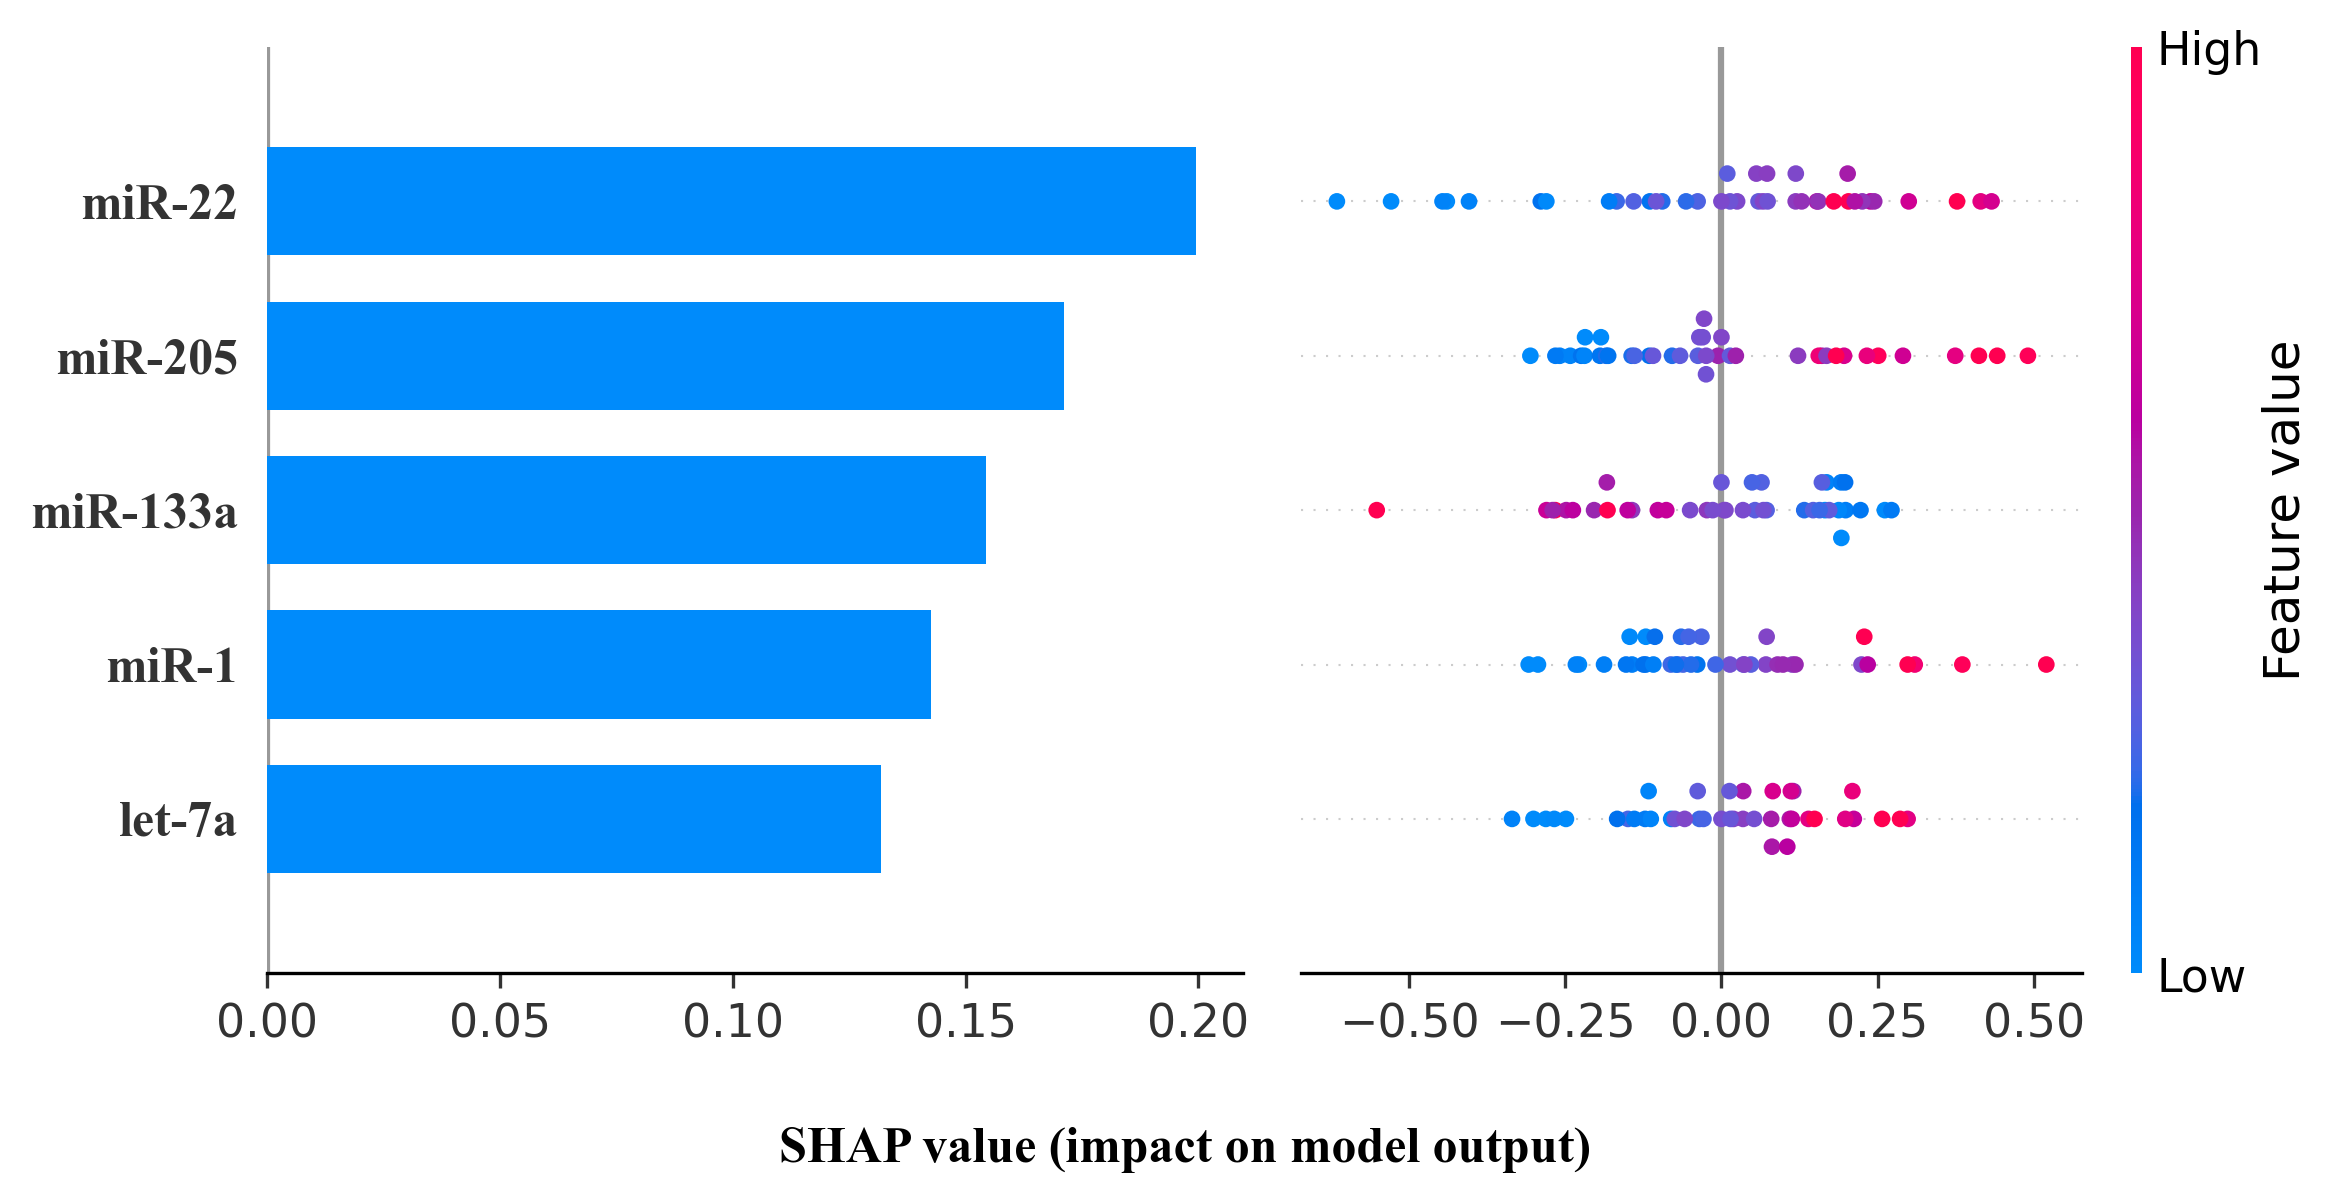 High
miR-22
miR-205
miR-133a
miR-1
let-7a
Feature value
Low
0.00 0.05 0.10 0.15 0.20
−0.50 −0.25 0.00 0.25 0.50
SHAP value (impact on model output)